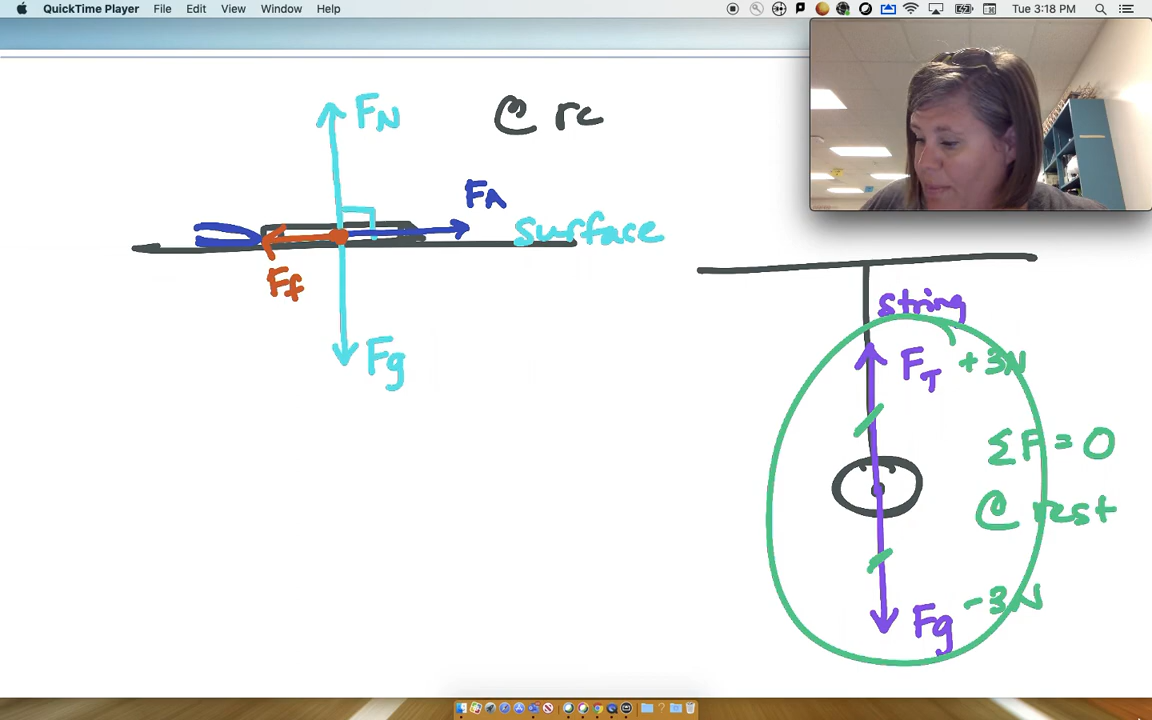 QuickTime Player File Edit View Window Help Tue 3:18 PM
FN
@ re
FA
surface
Ff
Fg
string
FT +3N
ΣF = 0
@ rest
Fg -3N